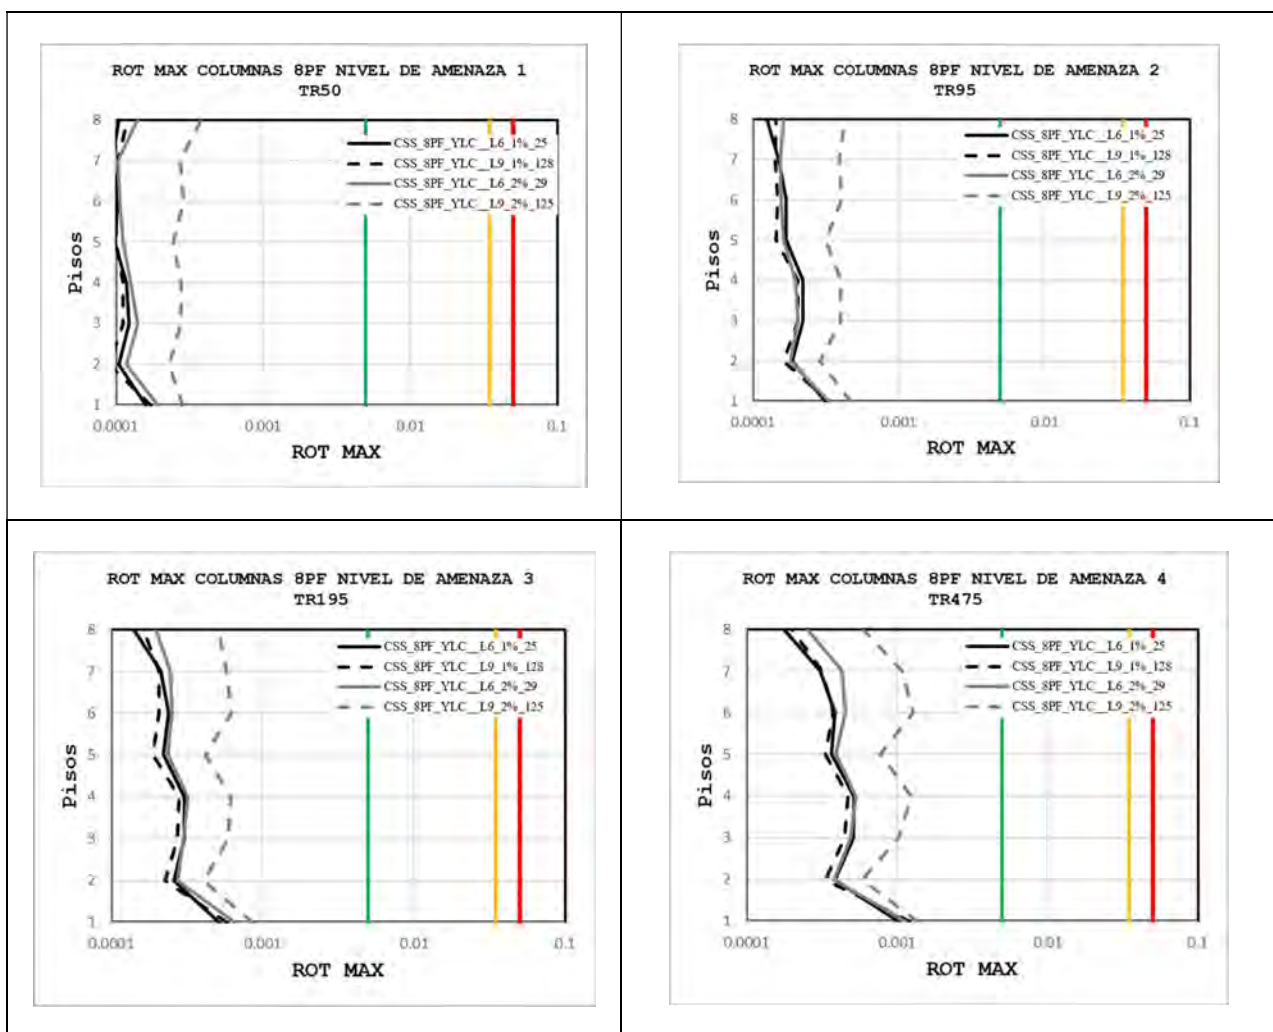 ROT MAX COLUMNAS 8PF NIVEL DE AMENAZA 1
TR50
8
7
6
5
4
3
2
1
Pisos
CSS_8PF_YLC__L6_1%_25
CSS_8PF_YLC__L9_1%_128
CSS_8PF_YLC__L6_2%_29
CSS_8PF_YLC__L9_2%_125
0.0001
0.001
0.01
0.1
ROT MAX
ROT MAX COLUMNAS 8PF NIVEL DE AMENAZA 2
TR95
8
7
6
5
4
3
2
1
Pisos
CSS_8PF_YLC__L6_1%_25
CSS_8PF_YLC__L9_1%_128
CSS_8PF_YLC__L6_2%_29
CSS_8PF_YLC__L9_2%_125
0.0001
0.001
0.01
0.1
ROT MAX
ROT MAX COLUMNAS 8PF NIVEL DE AMENAZA 3
TR195
8
7
6
5
4
3
2
1
Pisos
CSS_8PF_YLC__L6_1%_25
CSS_8PF_YLC__L9_1%_128
CSS_8PF_YLC__L6_2%_29
CSS_8PF_YLC__L9_2%_125
0.0001
0.001
0.01
0.1
ROT MAX
ROT MAX COLUMNAS 8PF NIVEL DE AMENAZA 4
TR475
8
7
6
5
4
3
2
1
Pisos
CSS_8PF_YLC__L6_1%_25
CSS_8PF_YLC__L9_1%_128
CSS_8PF_YLC__L6_2%_29
CSS_8PF_YLC__L9_2%_125
0.0001
0.001
0.01
0.1
ROT MAX